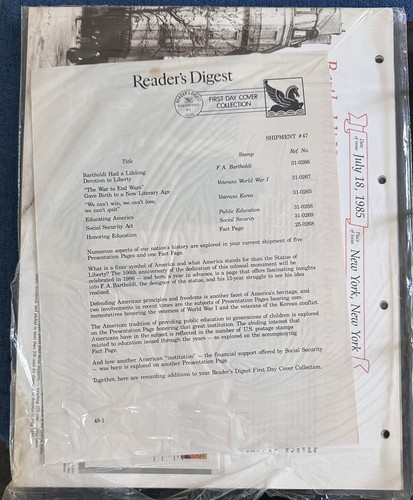 Reader's Digest
READER'S DIGEST
FIRST DAY COVER
COLLECTION
SHIPMENT #47
Title
Stamp
Ref. No
Bartholdi Had a Lifelong
Devotion to Liberty
F. A. Bartholdi
31-0266
"The War to End Wars"
Gave Birth to a New Literary Age
Veterans World War I
31-0267
"We can't win, we can't lose,
we can't quit"
Veterans Korea
31-0265
Educating America
Public Education
31-0268
Social Security Act
Social Security
31-0269
Honoring Education
Fact Page
25-0268
Numerous aspects of our nation's history are explored in your current shipment of five
Presentation Pages and one Fact Page.
What is a finer symbol of America and what America stands for than the Statue of
Liberty? The 100th anniversary of the dedication of this colossal monument will be
celebrated in 1986 — and here, a year in advance, is a page that offers fascinating insights
into F. A. Bartholdi, the designer of the statue, and his 15-year struggle to see his idea
realized.
Defending American principles and freedoms is another facet of America's heritage, and
two involvements in recent times are the subjects of Presentation Pages bearing com-
memoratives honoring the veterans of World War I and the veterans of the Korean conflict.
The American tradition of providing public education to generations of children is explored
on the Presentation Page honoring that great institution. The abiding interest that
Americans have in the subject is reflected in the number of U.S. postage stamps
related to education issued through the years — as explored on the accompanying
Fact Page.
And how another American "institution" — the financial support offered by Social Security
— was born is explored on another Presentation Page.
Together, here are rewarding additions to your Reader's Digest First Day Cover Collection.
68-1
Date
of issue
July 18, 1985
Place
of issue
New York, New York